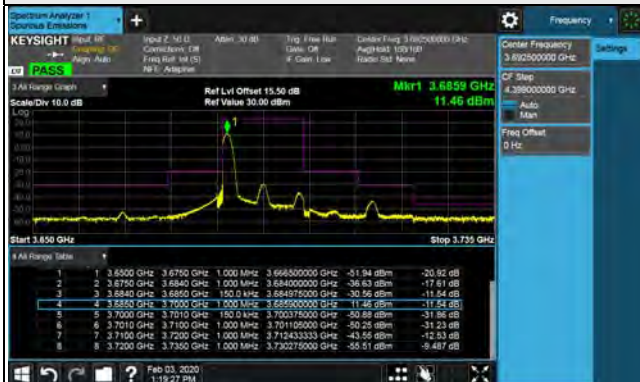 Spectrum Analyzer 1
Spurious Emissions
Frequency
KEYSIGHT Input: RF
Coupling: DC
Align: Auto
Input Z: 50 Ω
Corrections: Off
Freq Ref: Int (S)
NFE: Adaptive
Atten: 30 dB
Trig: Free Run
Gate: Off
IF Gain: Low
Center Freq: 3.692500000 GHz
Avg|Hold: 100/100
Radio Std: None
PASS
Center Frequency
3.692500000 GHz
Settings
CF Step
4.398000000 GHz
Auto
Man
Freq Offset
0 Hz
3 All Range Graph
Scale/Div 10.0 dB
Ref Lvl Offset 15.50 dB
Ref Value 30.00 dBm
Mkr1 3.6859 GHz
11.46 dBm
Log
1
Start 3.650 GHz
Stop 3.735 GHz
All Range Table
1 1 3.6500 GHz 3.6750 GHz 1.000 MHz 3.666500000 GHz -51.94 dBm -20.92 dB
2 2 3.6750 GHz 3.6840 GHz 1.000 MHz 3.684000000 GHz -36.63 dBm -17.61 dB
3 3 3.6840 GHz 3.6850 GHz 150.0 kHz 3.684975000 GHz -30.56 dBm -11.54 dB
4 4 3.6850 GHz 3.7000 GHz 1.000 MHz 3.685900000 GHz 11.46 dBm -11.54 dB
5 5 3.7000 GHz 3.7010 GHz 150.0 kHz 3.700375000 GHz -50.88 dBm -31.86 dB
6 6 3.7010 GHz 3.7100 GHz 1.000 MHz 3.701105000 GHz -50.25 dBm -31.23 dB
7 7 3.7100 GHz 3.7200 GHz 1.000 MHz 3.712433333 GHz -43.55 dBm -12.53 dB
8 8 3.7200 GHz 3.7350 GHz 1.000 MHz 3.730275000 GHz -55.51 dBm -9.487 dB
Feb 03, 2020
1:19:27 PM